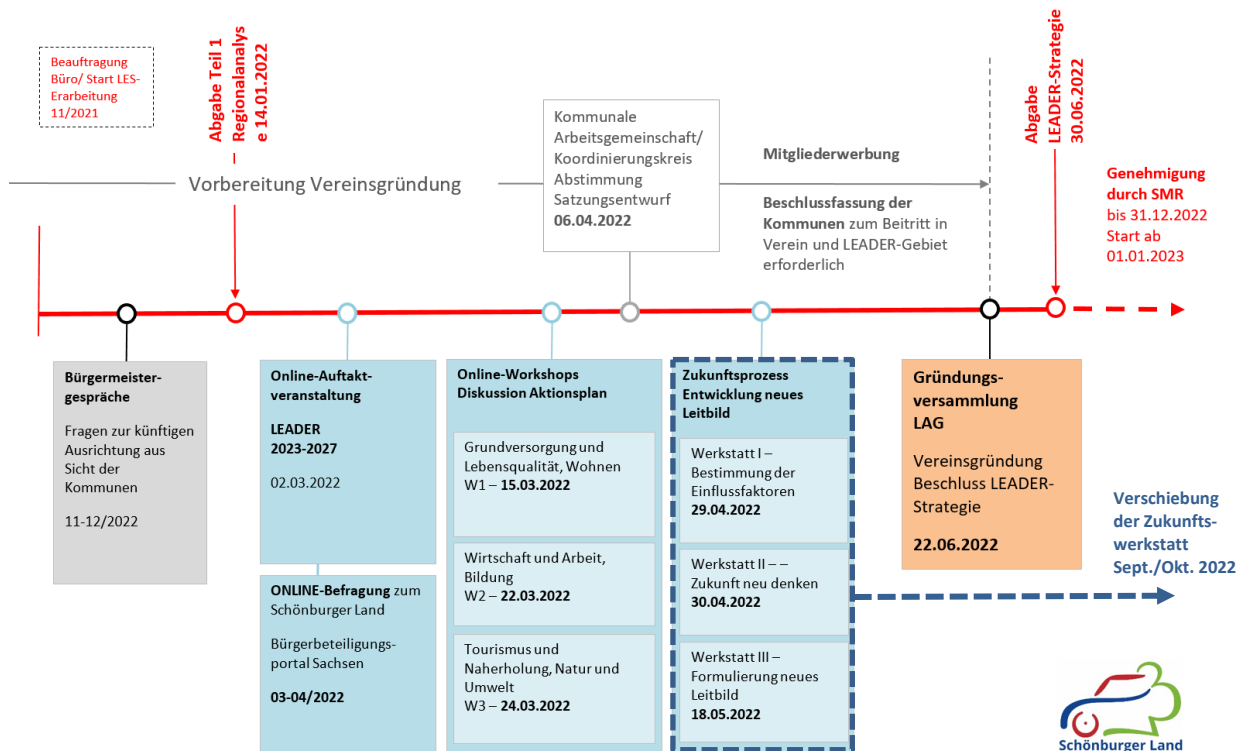 Beauftragung
Büro/ Start LES-
Erarbeitung
11/2021
Abgabe Teil 1
Regionalanalys
e 14.01.2022
Vorbereitung Vereinsgründung
Kommunale
Arbeitsgemeinschaft/
Koordinierungskreis
Abstimmung
Satzungsentwurf
06.04.2022
Mitgliederwerbung
Beschlussfassung der
Kommunen zum Beitritt in
Verein und LEADER-Gebiet
erforderlich
Abgabe
LEADER-Strategie
30.06.2022
Genehmigung
durch SMR
bis 31.12.2022
Start ab
01.01.2023
Bürgermeister-
gespräche
Fragen zur künftigen
Ausrichtung aus
Sicht der
Kommunen
11-12/2022
Online-Auftakt-
veranstaltung
LEADER
2023-2027
02.03.2022
ONLINE-Befragung zum
Schönburger Land
Bürgerbeteiligungs-
portal Sachsen
03-04/2022
Online-Workshops
Diskussion Aktionsplan
Grundversorgung und
Lebensqualität, Wohnen
W1 – 15.03.2022
Wirtschaft und Arbeit,
Bildung
W2 – 22.03.2022
Tourismus und
Naherholung, Natur und
Umwelt
W3 – 24.03.2022
Zukunftsprozess
Entwicklung neues
Leitbild
Werkstatt I –
Bestimmung der
Einflussfaktoren
29.04.2022
Werkstatt II – –
Zukunft neu denken
30.04.2022
Werkstatt III –
Formulierung neues
Leitbild
18.05.2022
Gründungs-
versammlung
LAG
Vereinsgründung
Beschluss LEADER-
Strategie
22.06.2022
Verschiebung
der Zukunfts-
werkstatt
Sept./Okt. 2022
Schönburger Land